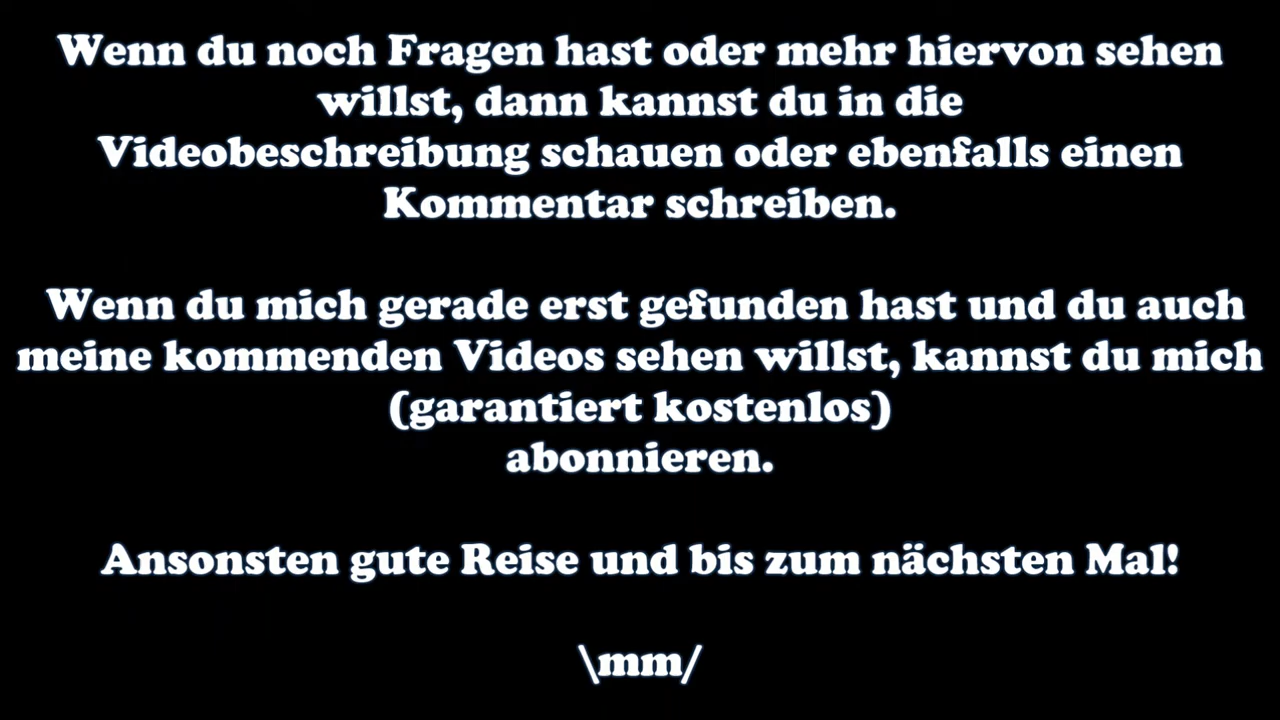 Wenn du noch Fragen hast oder mehr hiervon sehen
willst, dann kannst du in die
Videobeschreibung schauen oder ebenfalls einen
Kommentar schreiben.
Wenn du mich gerade erst gefunden hast und du auch
meine kommenden Videos sehen willst, kannst du mich
(garantiert kostenlos)
abonnieren.
Ansonsten gute Reise und bis zum nächsten Mal!
\mm/